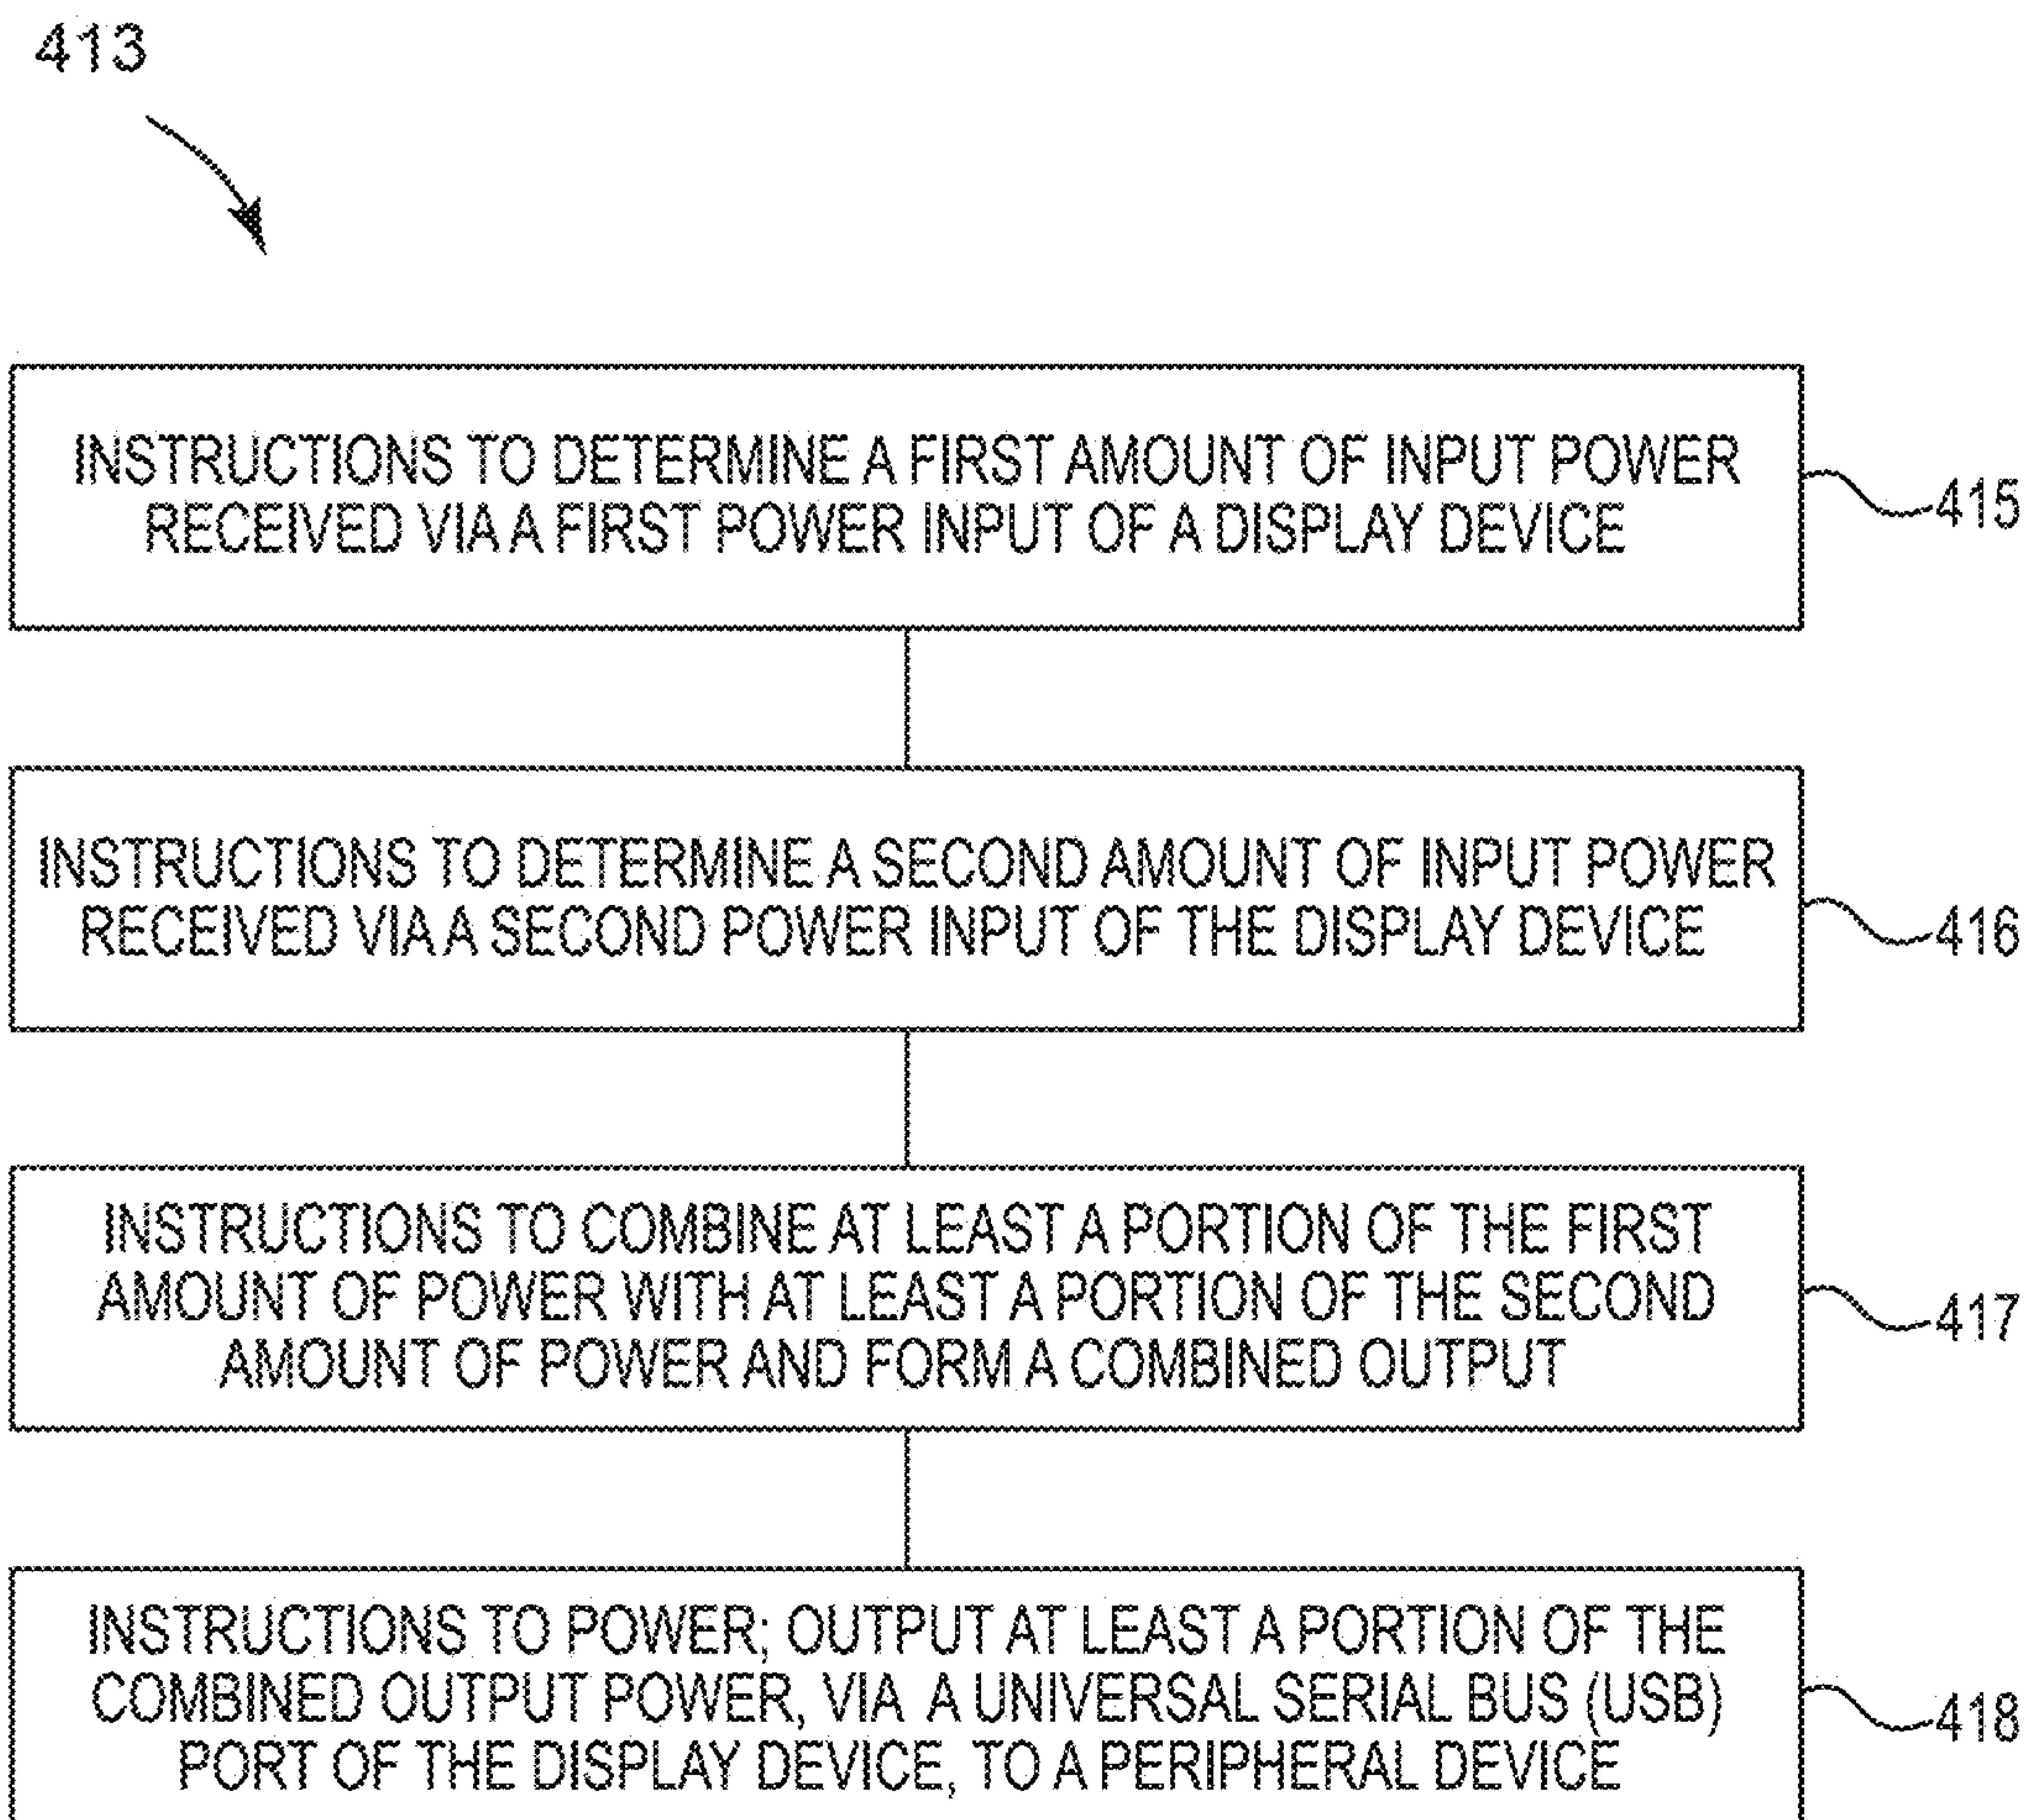 413
INSTRUCTIONS TO DETERMINE A FIRST AMOUNT OF INPUT POWER
RECEIVED VIA A FIRST POWER INPUT OF A DISPLAY DEVICE
415
INSTRUCTIONS TO DETERMINE A SECOND AMOUNT OF INPUT POWER
RECEIVED VIA A SECOND POWER INPUT OF THE DISPLAY DEVICE
416
INSTRUCTIONS TO COMBINE AT LEAST A PORTION OF THE FIRST
AMOUNT OF POWER WITH AT LEAST A PORTION OF THE SECOND
AMOUNT OF POWER AND FORM A COMBINED OUTPUT
417
INSTRUCTIONS TO POWER; OUTPUT AT LEAST A PORTION OF THE
COMBINED OUTPUT POWER, VIA A UNIVERSAL SERIAL BUS (USB)
PORT OF THE DISPLAY DEVICE, TO A PERIPHERAL DEVICE
418